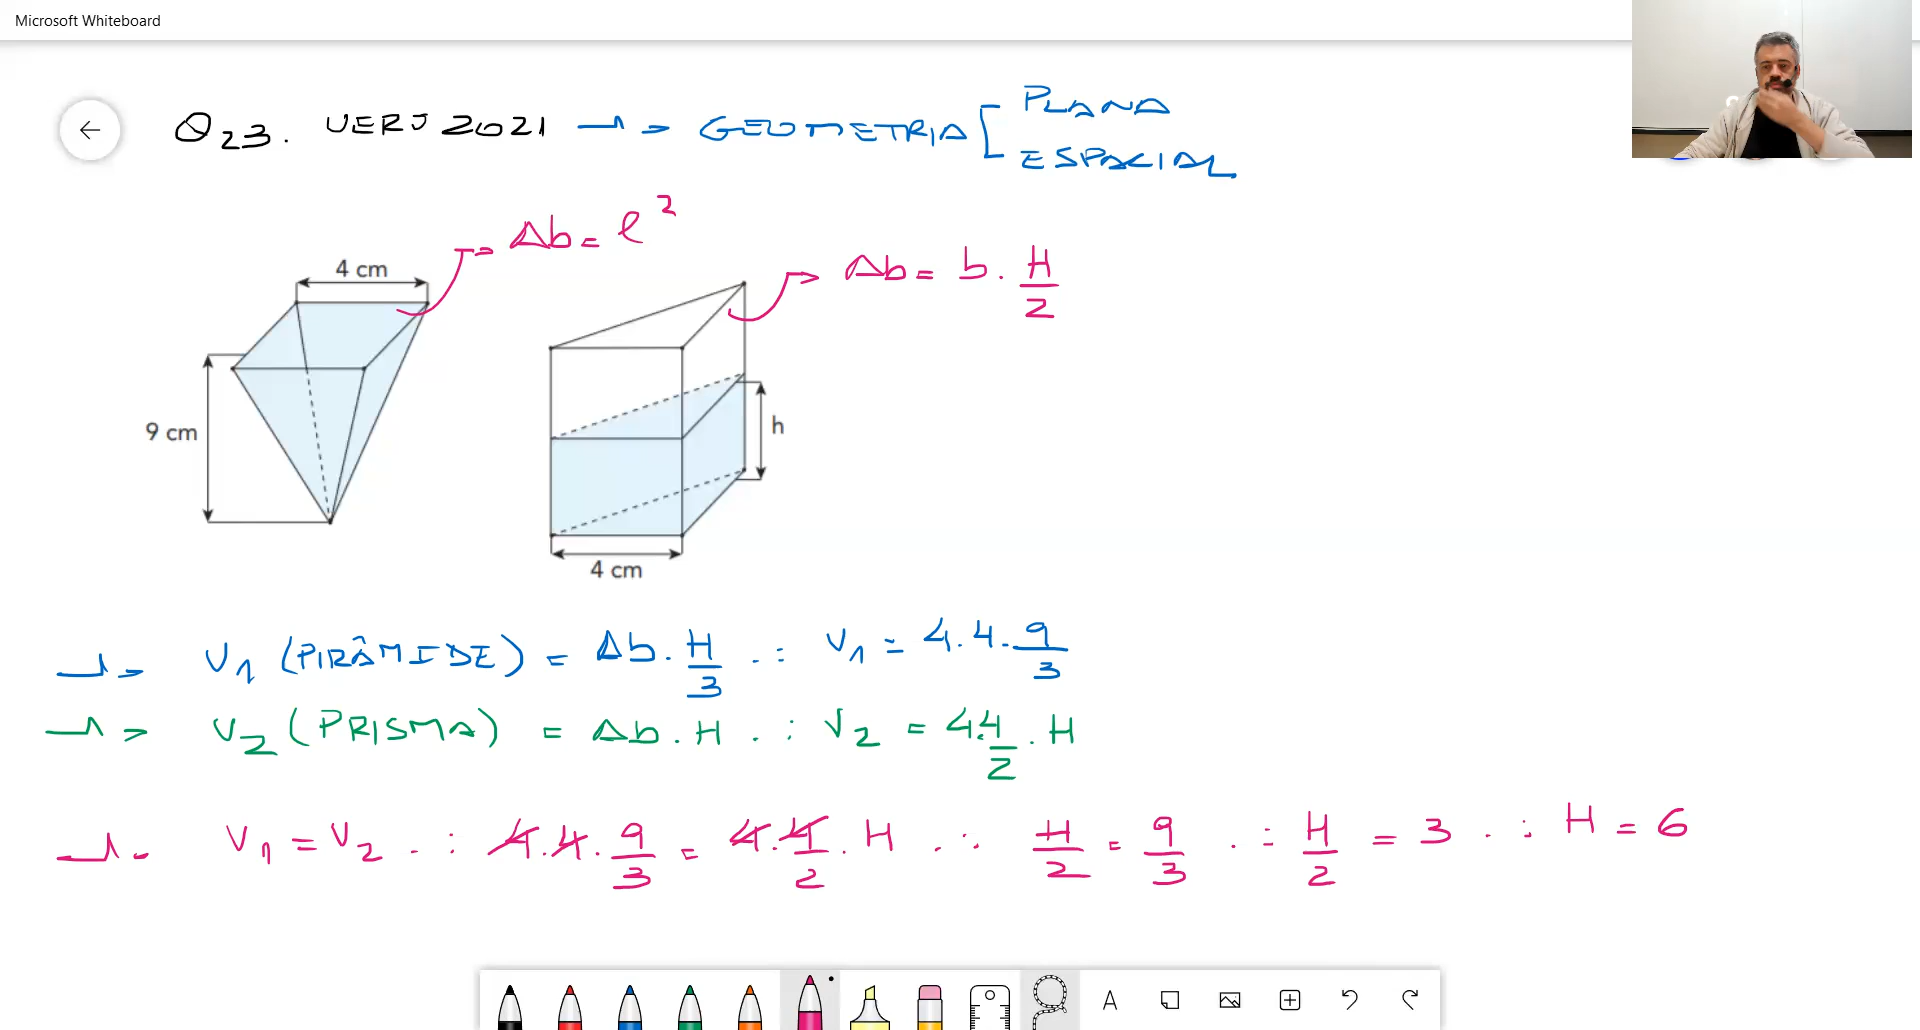 Microsoft Whiteboard
Q23. UERJ 2021 → GEOMETRIA [ PLANA
ESPACIAL
Ab = l²
4 cm
Ab = b · H/2
9 cm
h
4 cm
→ V1 (PIRÂMIDE) = Ab · H/3 ∴ V1 = 4.4.9/3
→ V2 (PRISMA) = Ab · H ∴ V2 = 4.4/2 · H
→ V1 = V2 ∴ 4.4.9/3 = 4.4/2 · H ∴ H/2 = 9/3 ∴ H/2 = 3 ∴ H = 6
A